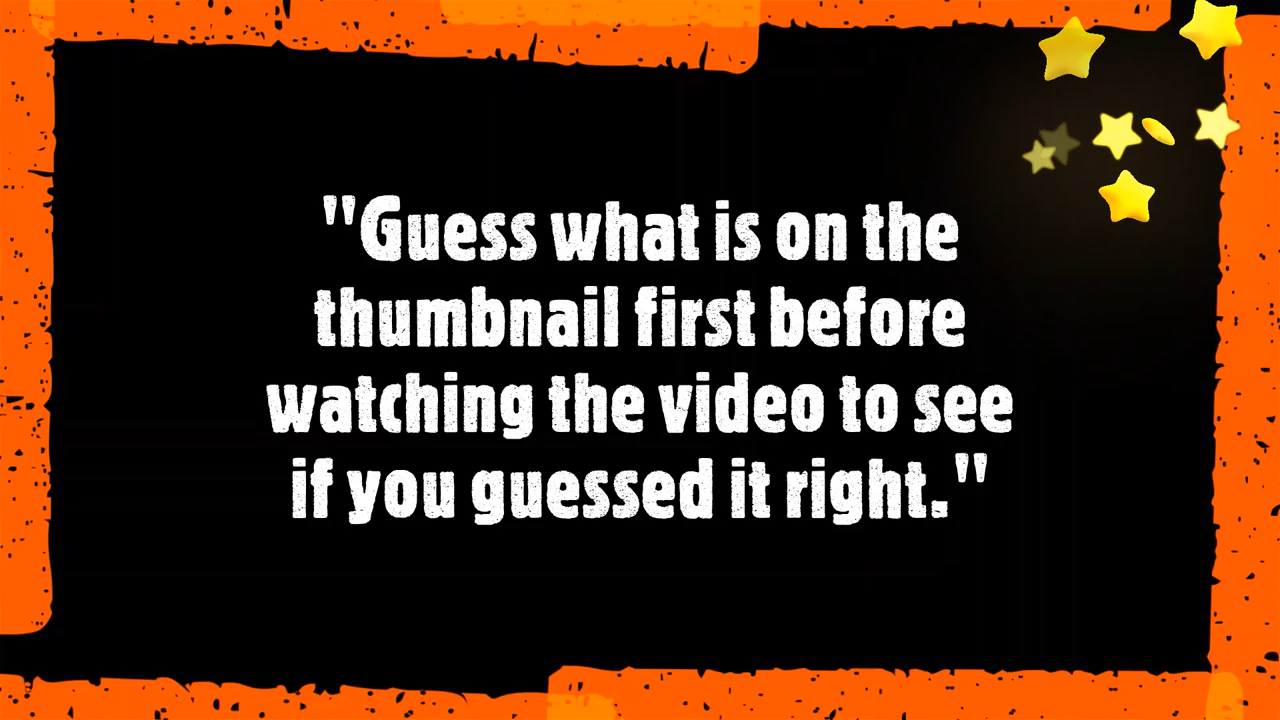 "Guess what is on the
thumbnail first before
watching the video to see
if you guessed it right."